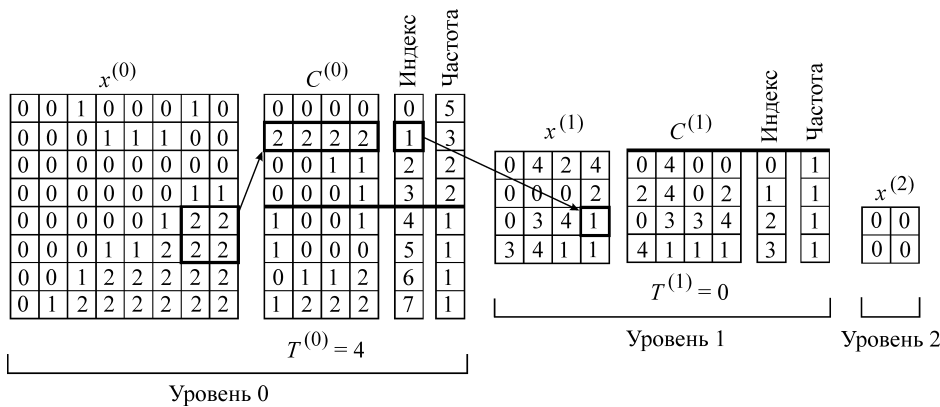 x(0)
C(0)
Индекс
Частота
0 0 1 0 0 0 1 0 0 0 0 0 0 5
0 0 0 1 1 1 0 0 2 2 2 2 1 3
0 0 0 0 0 0 0 0 0 0 1 1 2 2
0 0 0 0 0 0 1 1 0 0 0 1 3 2
0 0 0 0 0 1 2 2 1 0 0 1 4 1
0 0 0 1 1 2 2 2 1 0 0 0 5 1
0 0 1 2 2 2 2 2 0 1 1 2 6 1
0 1 2 2 2 2 2 2 1 2 2 2 7 1
T(0) = 4
Уровень 0
x(1)
C(1)
Индекс
Частота
0 4 2 4 0 4 0 0 0 1
0 0 0 2 2 4 0 2 1 1
0 3 4 1 0 3 3 4 2 1
3 4 1 1 4 1 1 1 3 1
T(1) = 0
Уровень 1
x(2)
0 0
0 0
Уровень 2